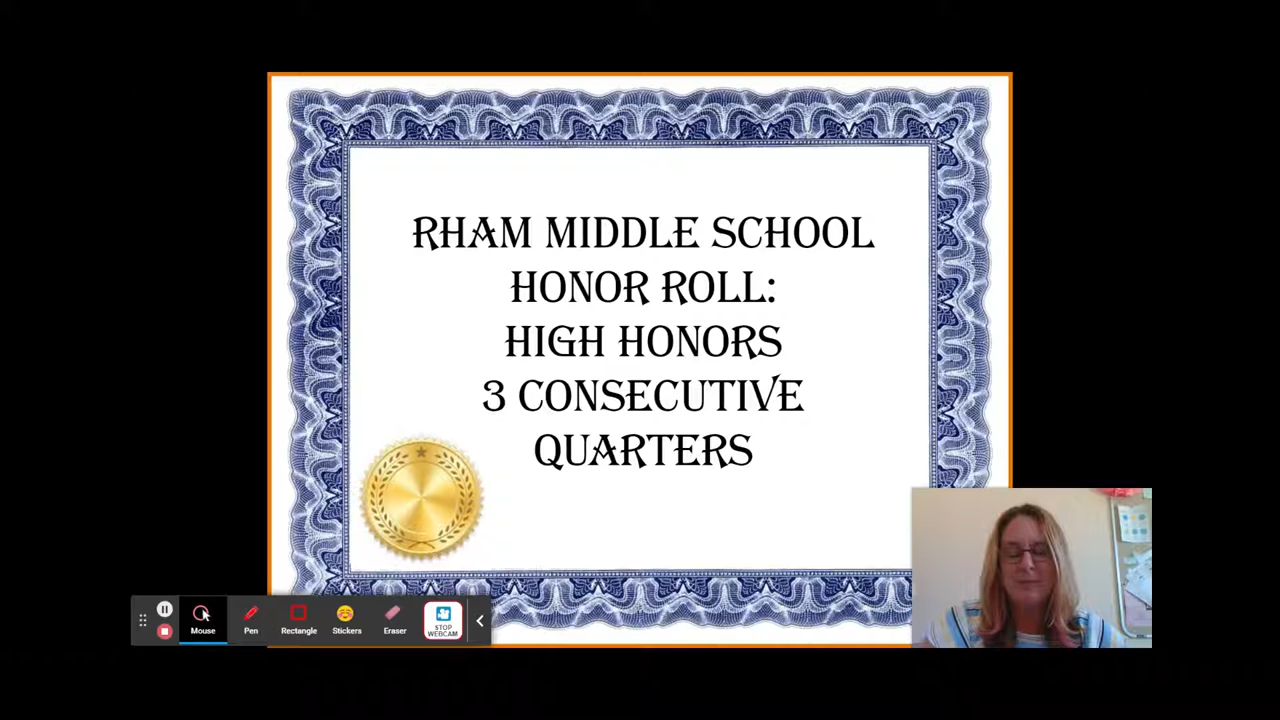 RHAM MIDDLE SCHOOL
HONOR ROLL:
HIGH HONORS
3 CONSECUTIVE
QUARTERS
Mouse
Pen
Rectangle
Stickers
Eraser
STOP
WEBCAM